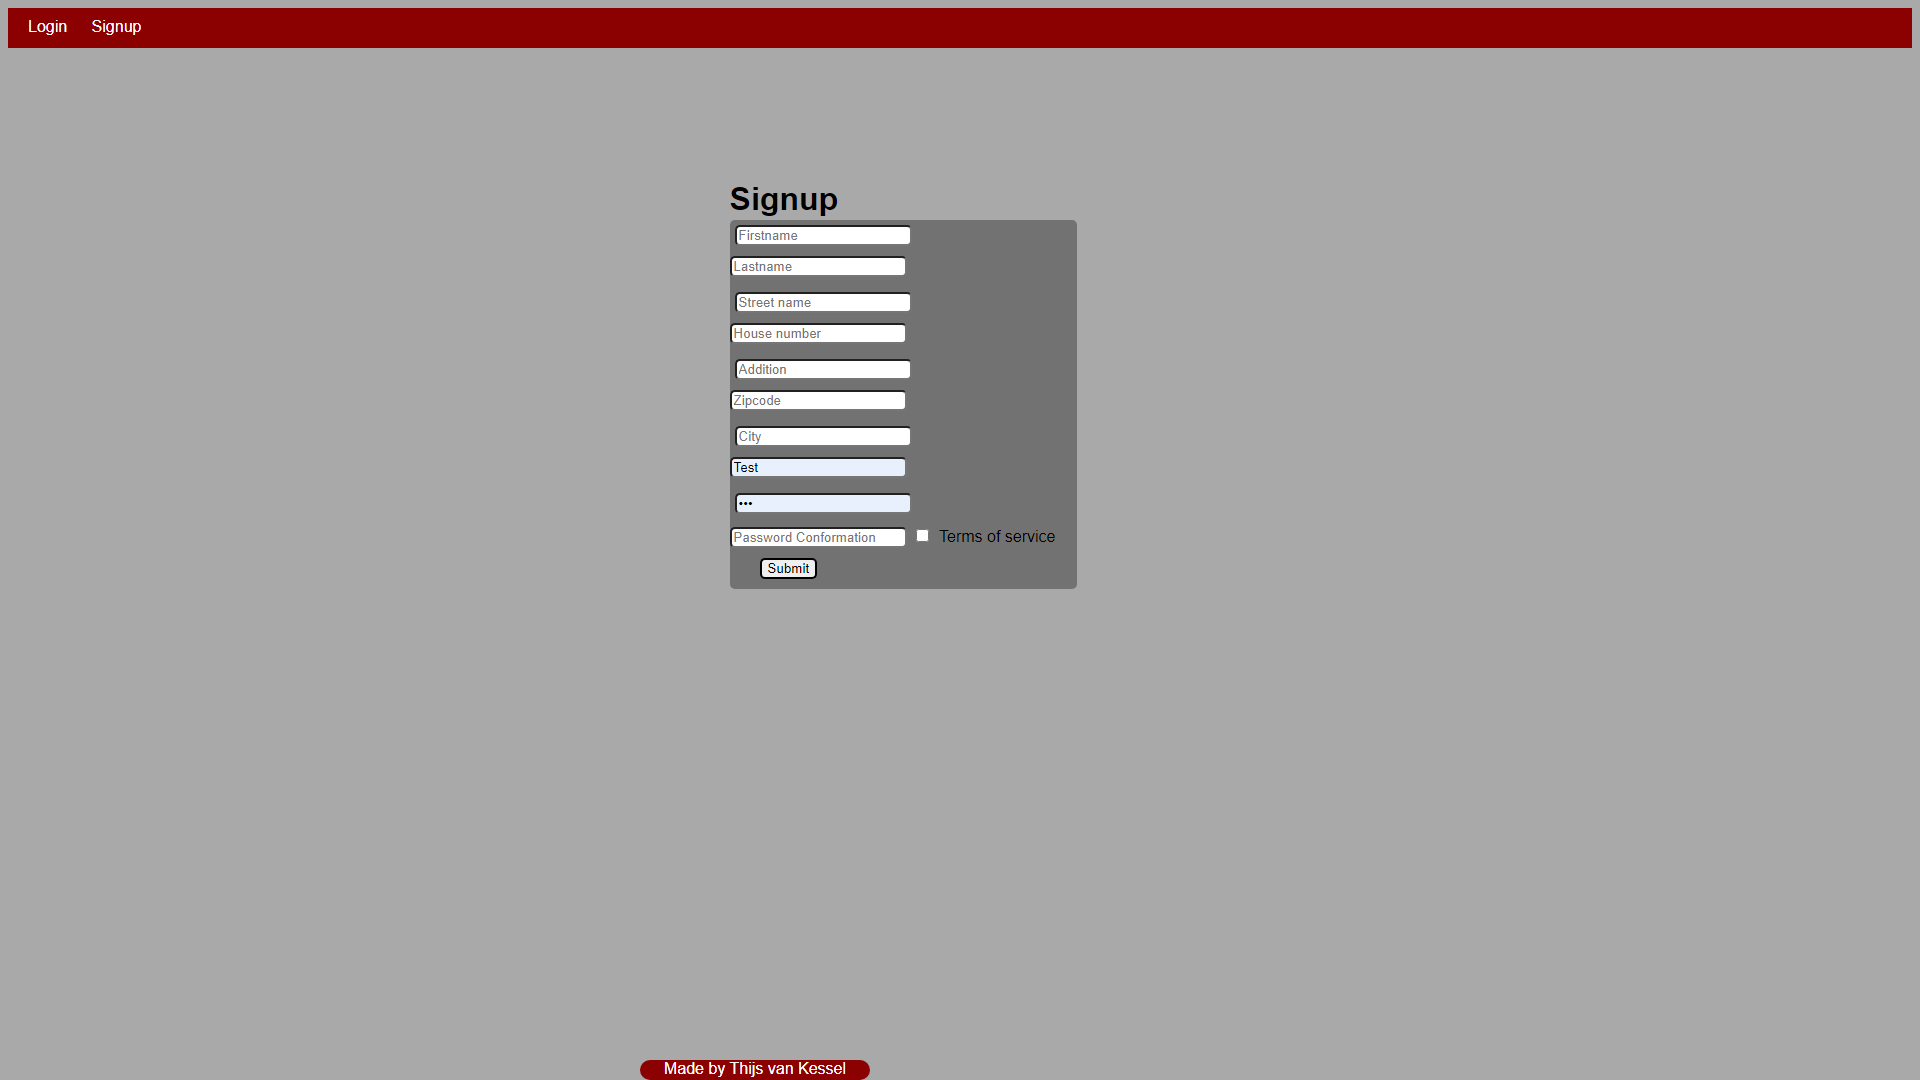 Login Signup
Signup
Firstname
Lastname
Street name
House number
Addition
Zipcode
City
Test
•••
Password Conformation Terms of service
Submit
Made by Thijs van Kessel